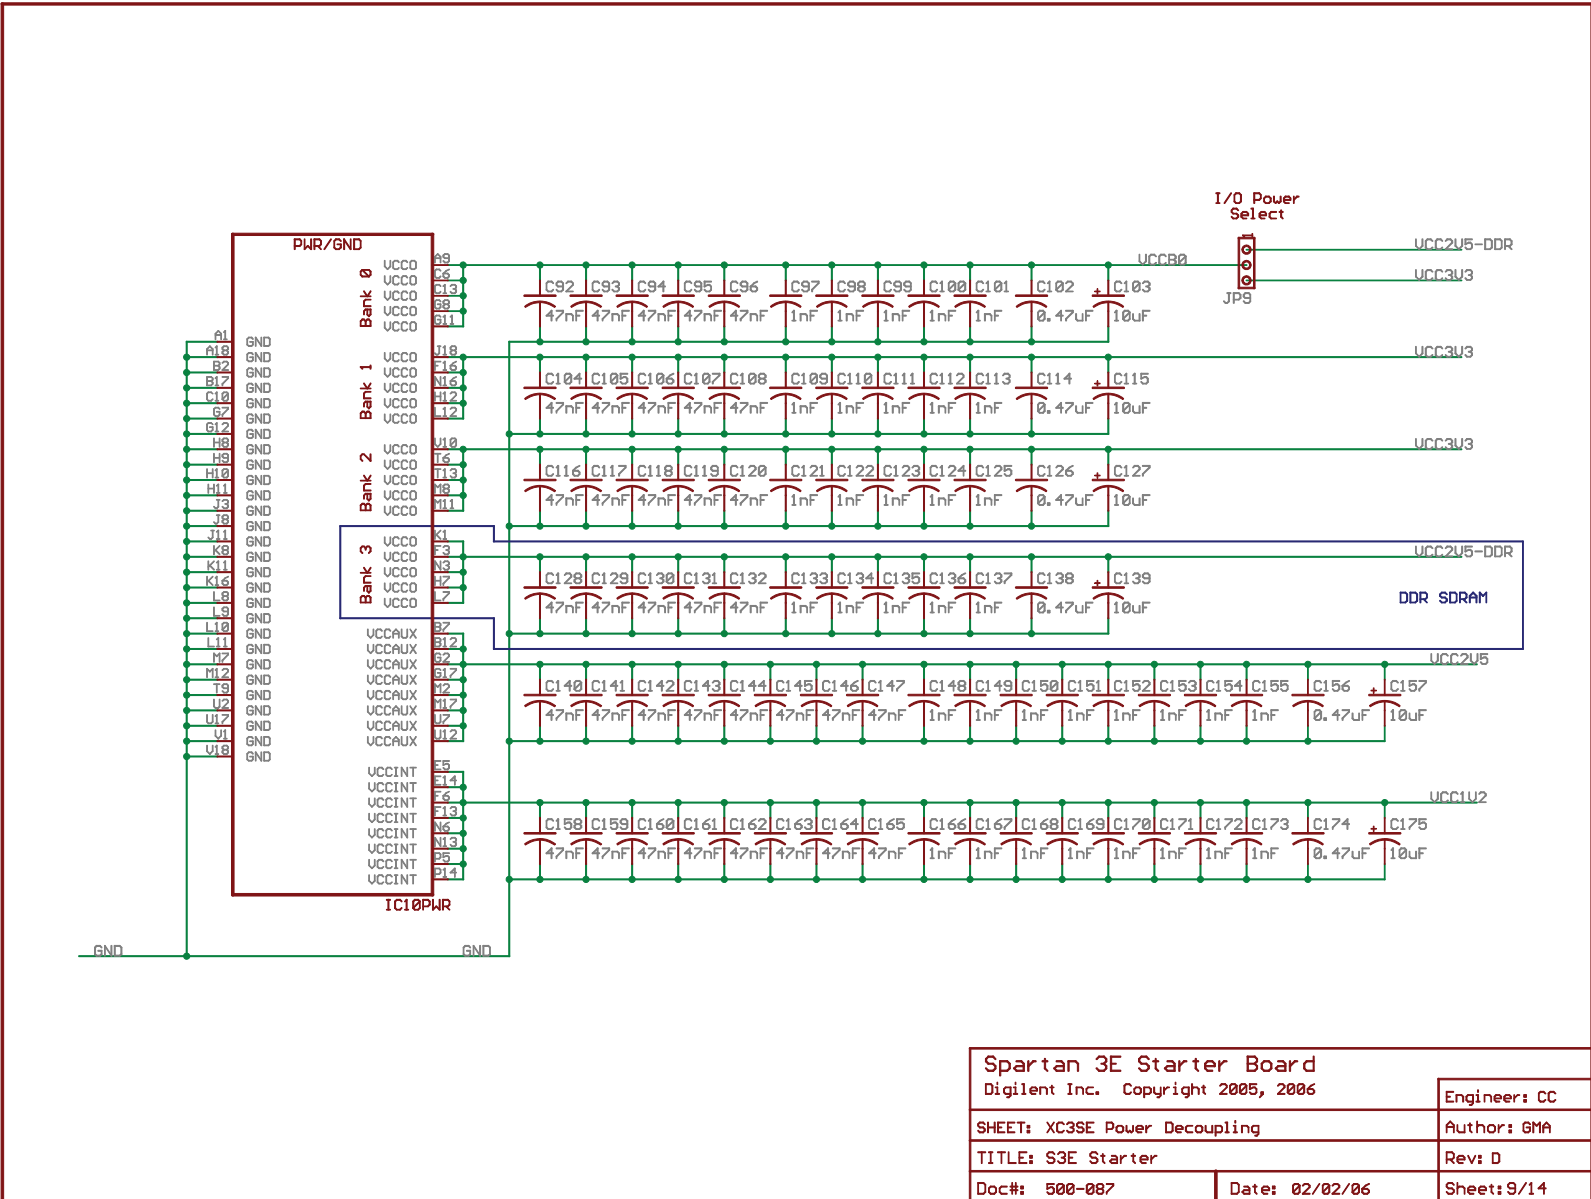 I/O Power
Select
VCC2V5-DDR
VCC3V3
JP9
VCCB0
PWR/GND
Bank 0
VCCO A9
VCCO C6
VCCO C13
VCCO G8
VCCO G11
C92 C93 C94 C95 C96 C97 C98 C99 C100 C101 C102 C103
47nF 47nF 47nF 47nF 47nF 1nF 1nF 1nF 1nF 1nF 0.47uF 10uF
Bank 1
VCCO J18
VCCO F16
VCCO N16
VCCO H12
VCCO L12
VCC3V3
C104 C105 C106 C107 C108 C109 C110 C111 C112 C113 C114 C115
47nF 47nF 47nF 47nF 47nF 1nF 1nF 1nF 1nF 1nF 0.47uF 10uF
Bank 2
VCCO V10
VCCO T6
VCCO T13
VCCO M8
VCCO M11
VCC3V3
C116 C117 C118 C119 C120 C121 C122 C123 C124 C125 C126 C127
47nF 47nF 47nF 47nF 47nF 1nF 1nF 1nF 1nF 1nF 0.47uF 10uF
Bank 3
VCCO K1
VCCO F3
VCCO N3
VCCO H7
VCCO L7
VCC2V5-DDR
C128 C129 C130 C131 C132 C133 C134 C135 C136 C137 C138 C139
47nF 47nF 47nF 47nF 47nF 1nF 1nF 1nF 1nF 1nF 0.47uF 10uF
DDR SDRAM
VCCAUX B7
VCCAUX B12
VCCAUX G2
VCCAUX G17
VCCAUX M2
VCCAUX M17
VCCAUX U7
VCCAUX U12
VCC2V5
C140 C141 C142 C143 C144 C145 C146 C147 C148 C149 C150 C151 C152 C153 C154 C155 C156 C157
47nF 47nF 47nF 47nF 47nF 47nF 47nF 47nF 1nF 1nF 1nF 1nF 1nF 1nF 1nF 1nF 0.47uF 10uF
VCCINT E5
VCCINT E14
VCCINT F6
VCCINT F13
VCCINT N6
VCCINT N13
VCCINT P5
VCCINT P14
VCC1V2
C158 C159 C160 C161 C162 C163 C164 C165 C166 C167 C168 C169 C170 C171 C172 C173 C174 C175
47nF 47nF 47nF 47nF 47nF 47nF 47nF 47nF 1nF 1nF 1nF 1nF 1nF 1nF 1nF 1nF 0.47uF 10uF
A1 GND
A18 GND
B2 GND
B17 GND
C10 GND
G7 GND
G12 GND
H8 GND
H9 GND
H10 GND
H11 GND
J3 GND
J8 GND
J11 GND
K8 GND
K11 GND
K16 GND
L8 GND
L9 GND
L10 GND
L11 GND
M7 GND
M12 GND
T9 GND
U2 GND
U17 GND
V1 GND
V18 GND
IC10PWR
GND
GND
Spartan 3E Starter Board
Digilent Inc. Copyright 2005, 2006
Engineer: CC
SHEET: XC3SE Power Decoupling
Author: GMA
TITLE: S3E Starter
Rev: D
Doc#: 500-087
Date: 02/02/06
Sheet: 9/14